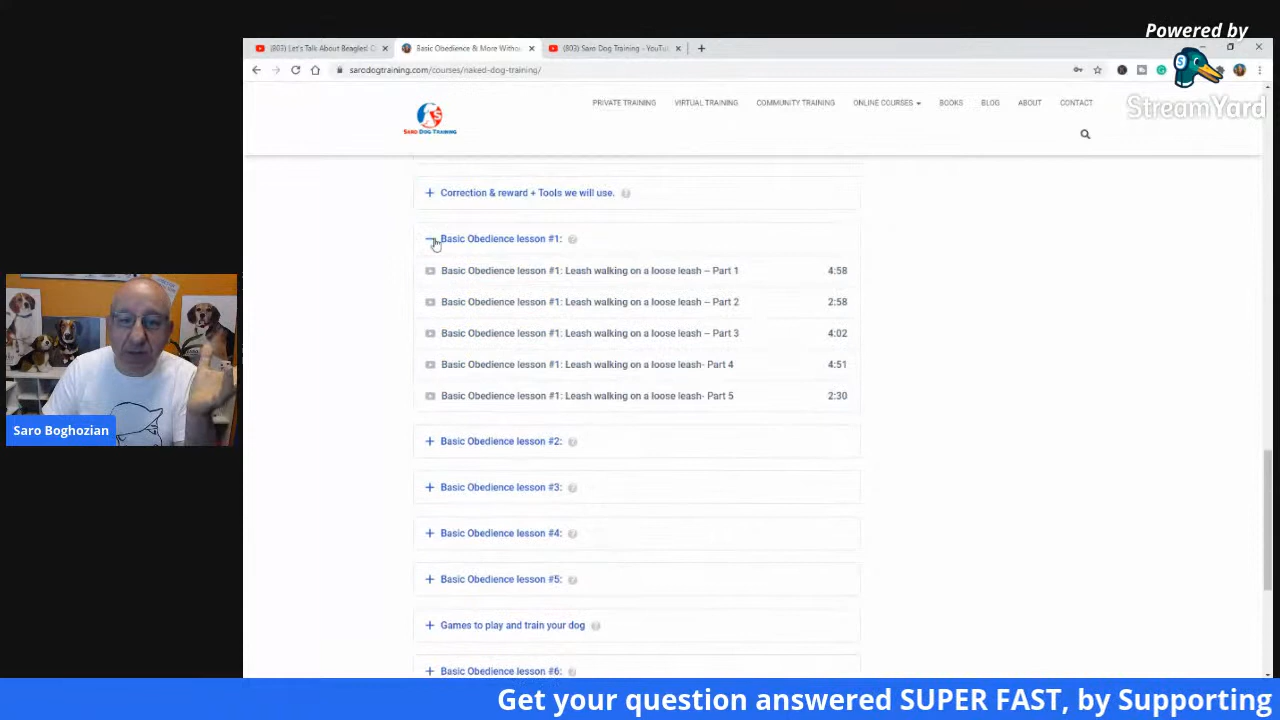 Powered by
StreamYard
(803) Let's Talk About Beagles!
Basic Obedience & More Witho
(803) Saro Dog Training - YouTu
sarodogtraining.com/courses/naked-dog-training/
SARO DOG TRAINING
PRIVATE TRAINING
VIRTUAL TRAINING
COMMUNITY TRAINING
ONLINE COURSES
BOOKS
BLOG
ABOUT
CONTACT
Correction & reward + Tools we will use.
Basic Obedience lesson #1:
Basic Obedience lesson #1: Leash walking on a loose leash – Part 1 4:58
Basic Obedience lesson #1: Leash walking on a loose leash – Part 2 2:58
Basic Obedience lesson #1: Leash walking on a loose leash – Part 3 4:02
Basic Obedience lesson #1: Leash walking on a loose leash- Part 4 4:51
Basic Obedience lesson #1: Leash walking on a loose leash- Part 5 2:30
Basic Obedience lesson #2:
Basic Obedience lesson #3:
Basic Obedience lesson #4:
Basic Obedience lesson #5:
Games to play and train your dog
Basic Obedience lesson #6:
Saro Boghozian
Get your question answered SUPER FAST, by Supporting